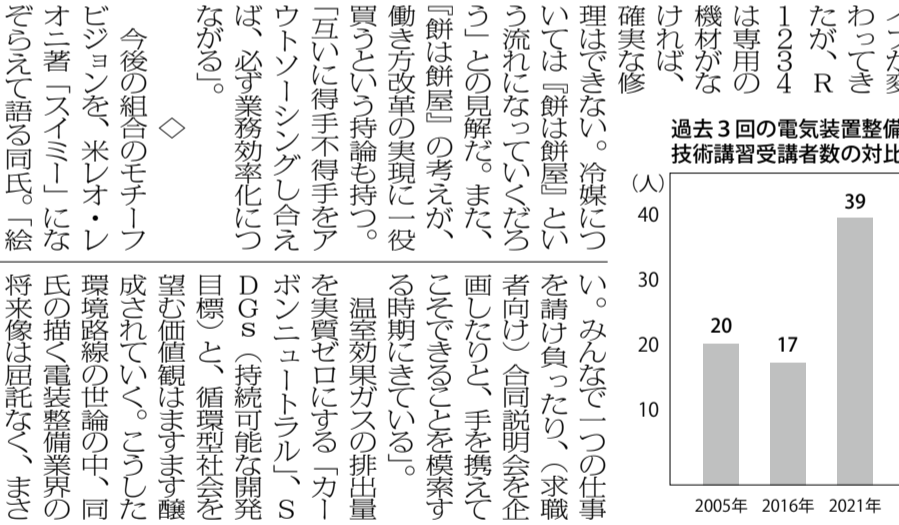 わってき
たが、R
1234
は専用の
機材がな
ければ、
確実な修
理はできない。冷媒につ
いては『餅は餅屋』とい
う流れになっていくだろ
う」との見解だ。また、
『餅は餅屋』の考えが、
働き方改革の実現に一役
買うという持論も持つ。
「互いに得手不得手をア
ウトソーシングし合え
ば、必ず業務効率化につ
ながる」。
◇
今後の組合のモチーフ
ビジョンを、米レオ・レ
オニ著「スイミー」にな
ぞらえて語る同氏。「絵
過去3回の電気装置整備
技術講習受講者数の対比
(人)
40
30
20
10
20
17
39
2005年
2016年
2021年
い。みんなで一つの仕事
を請け負ったり、(求職
者向け)合同説明会を企
画したりと、手を携えて
こそできることを模索す
る時期にきている」。
温室効果ガスの排出量
を実質ゼロにする「カー
ボンニュートラル」、S
DGs(持続可能な開発
目標)と、循環型社会を
望む価値観はますます醸
成されていく。こうした
環境路線の世論の中、同
氏の描く電装整備業界の
将来像は屈託なく、まさ